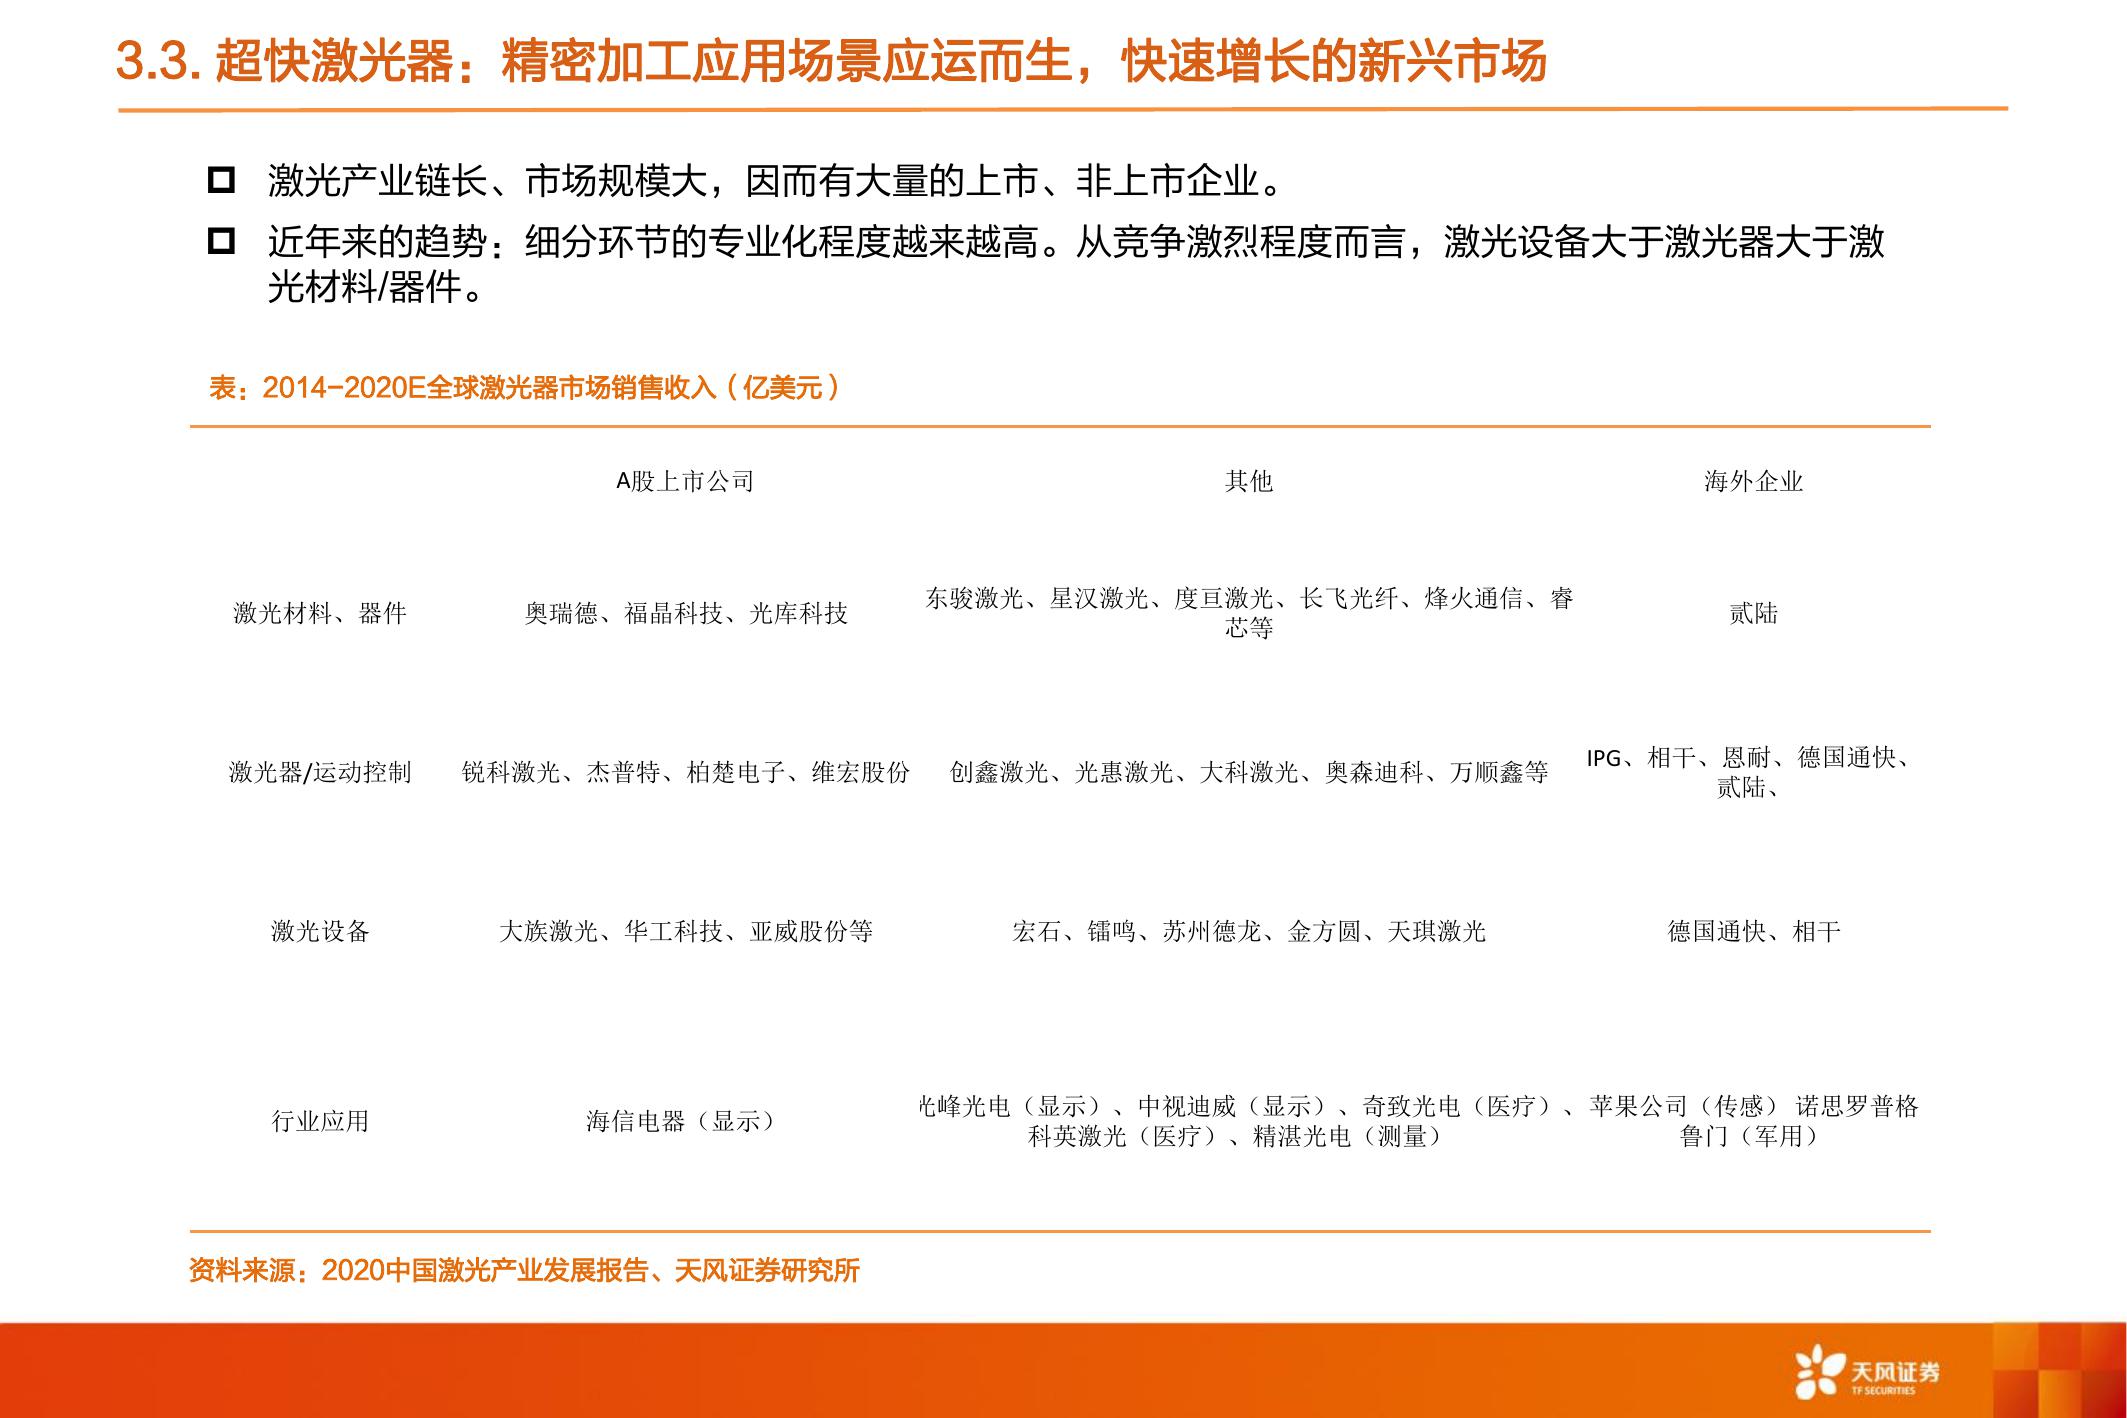 3.3. 超快激光器：精密加工应用场景应运而生，快速增长的新兴市场
激光产业链长、市场规模大，因而有大量的上市、非上市企业。
近年来的趋势：细分环节的专业化程度越来越高。从竞争激烈程度而言，激光设备大于激光器大于激
光材料/器件。
表：2014-2020E全球激光器市场销售收入（亿美元）
A股上市公司 其他 海外企业
激光材料、器件 奥瑞德、福晶科技、光库科技 东骏激光、星汉激光、度亘激光、长飞光纤、烽火通信、睿
芯等 贰陆
激光器/运动控制 锐科激光、杰普特、柏楚电子、维宏股份 创鑫激光、光惠激光、大科激光、奥森迪科、万顺鑫等 IPG、相干、恩耐、德国通快、
贰陆、
激光设备 大族激光、华工科技、亚威股份等 宏石、镭鸣、苏州德龙、金方圆、天琪激光 德国通快、相干
行业应用 海信电器（显示） 光峰光电（显示）、中视迪威（显示）、奇致光电（医疗）、
科英激光（医疗）、精湛光电（测量） 苹果公司（传感） 诺思罗普格
鲁门（军用）
资料来源：2020中国激光产业发展报告、天风证券研究所
天风证券
TF SECURITIES